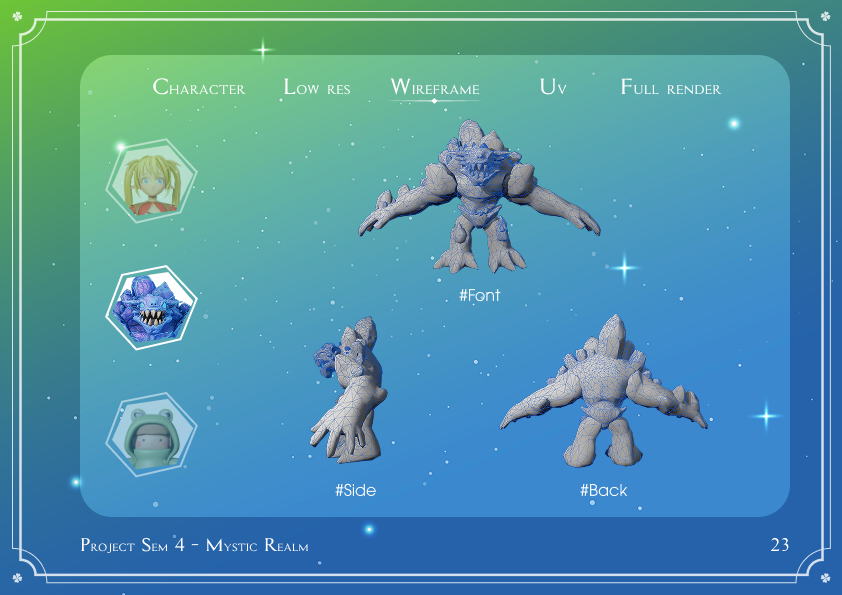 Character Low res Wireframe Uv Full render
#Font
#Side #Back
Project Sem 4 - Mystic Realm 23